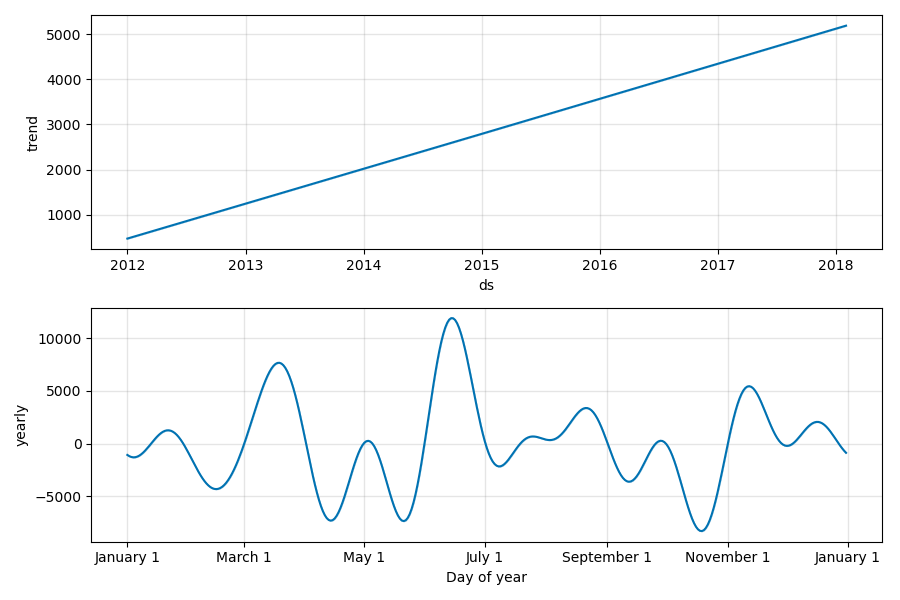 5000
4000
3000
2000
1000
trend
2012 2013 2014 2015 2016 2017 2018
ds
10000
5000
0
−5000
yearly
January 1 March 1 May 1 July 1 September 1 November 1 January 1
Day of year